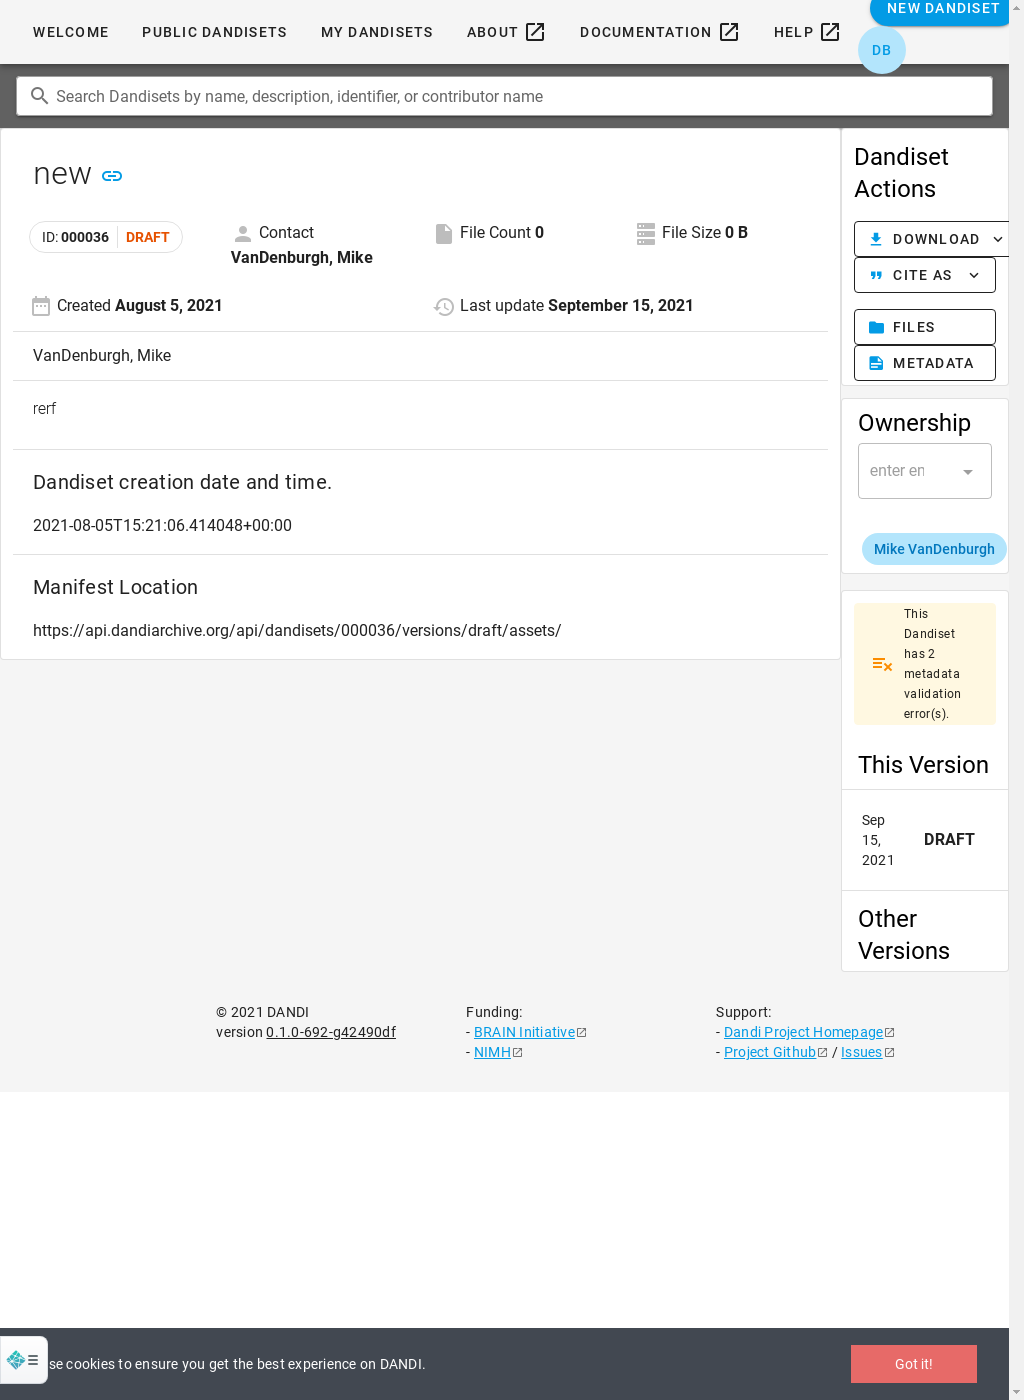 WELCOME PUBLIC DANDISETS MY DANDISETS ABOUT DOCUMENTATION HELP NEW DANDISET
DB
Search Dandisets by name, description, identifier, or contributor name
new
ID: 000036 DRAFT
Contact
VanDenburgh, Mike
File Count 0
File Size 0 B
Created August 5, 2021
Last update September 15, 2021
VanDenburgh, Mike
rerf
Dandiset creation date and time.
2021-08-05T15:21:06.414048+00:00
Manifest Location
https://api.dandiarchive.org/api/dandisets/000036/versions/draft/assets/
Dandiset
Actions
DOWNLOAD
CITE AS
FILES
METADATA
Ownership
enter en
Mike VanDenburgh
This
Dandiset
has 2
metadata
validation
error(s).
This Version
Sep
15,
2021
DRAFT
Other
Versions
© 2021 DANDI
version 0.1.0-692-g42490df
Funding:
- BRAIN Initiative
- NIMH
Support:
- Dandi Project Homepage
- Project Github / Issues
se cookies to ensure you get the best experience on DANDI.
Got it!